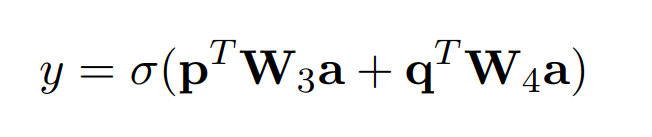 y = σ(p^T W_3 a + q^T W_4 a)